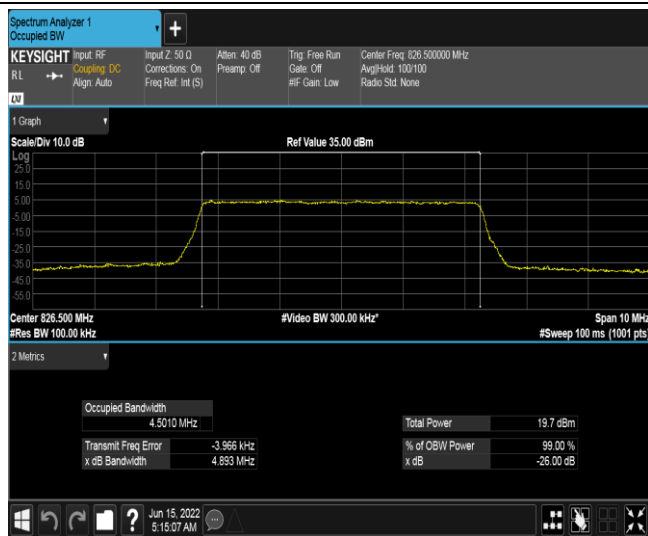 Spectrum Analyzer 1
Occupied BW
+
KEYSIGHT
R L
LXI
Input: RF
Coupling: DC
Align: Auto
Input Z: 50 Ω
Corrections: On
Freq Ref: Int (S)
Atten: 40 dB
Preamp: Off
Trig: Free Run
Gate: Off
#IF Gain: Low
Center Freq: 826.500000 MHz
Avg|Hold: 100/100
Radio Std: None
1 Graph
Scale/Div 10.0 dB
Ref Value 35.00 dBm
Log
25.0
15.0
5.00
-5.00
-15.0
-25.0
-35.0
-45.0
-55.0
Center 826.500 MHz
#Video BW 300.00 kHz*
Span 10 MHz
#Res BW 100.00 kHz
#Sweep 100 ms (1001 pts)
2 Metrics
Occupied Bandwidth
4.5010 MHz
Total Power 19.7 dBm
Transmit Freq Error -3.966 kHz
% of OBW Power 99.00 %
x dB Bandwidth 4.893 MHz
x dB -26.00 dB
?
Jun 15, 2022
5:15:07 AM